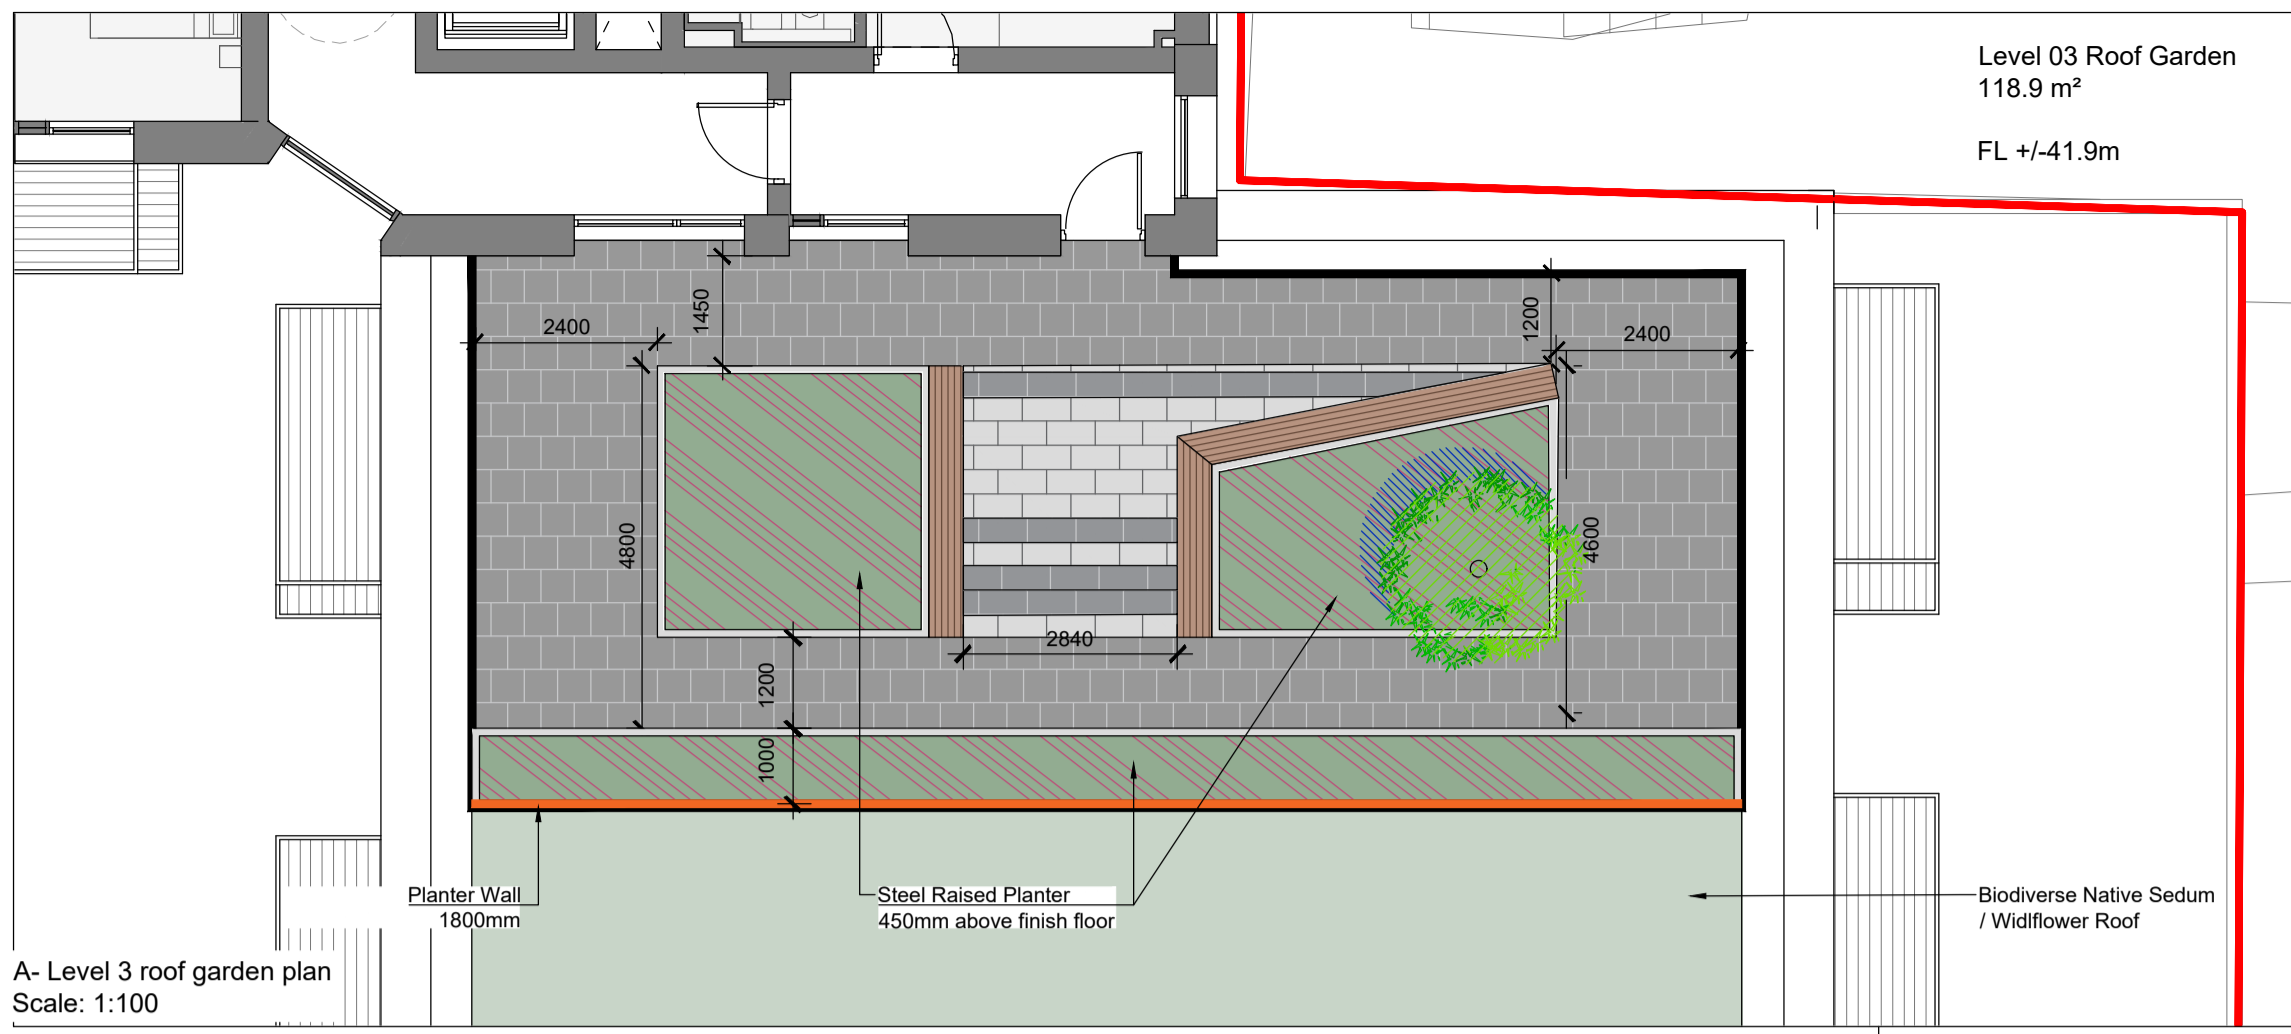 Level 03 Roof Garden
118.9 m²
FL +/-41.9m
1450
1200
2400
2400
4800
4600
2840
1200
1000
Planter Wall
1800mm
Steel Raised Planter
450mm above finish floor
Biodiverse Native Sedum
/ Widlflower Roof
A- Level 3 roof garden plan
Scale: 1:100